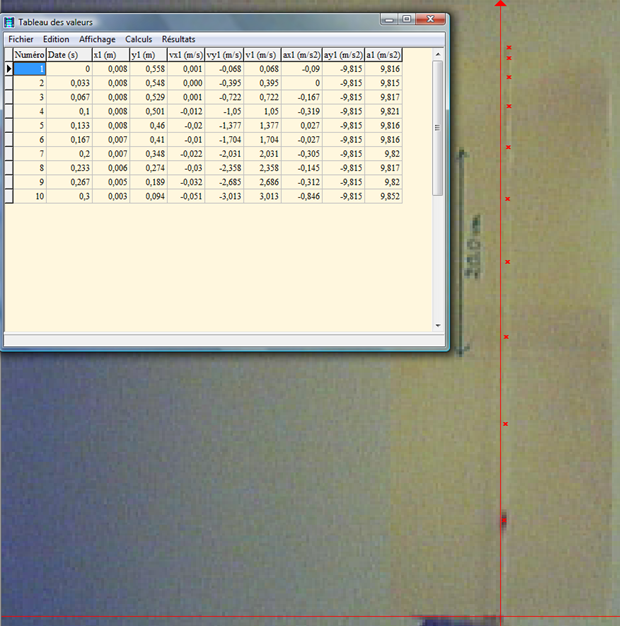 Tableau des valeurs
Fichier Edition Affichage Calculs Résultats
Numéro Date (s) x1 (m) y1 (m) vx1 (m/s) vy1 (m/s) v1 (m/s) ax1 (m/s2) ay1 (m/s2) a1 (m/s2)
1 0 0,008 0,558 0,001 -0,068 0,068 -0,09 -9,815 9,816
2 0,033 0,008 0,548 0,000 -0,395 0,395 0 -9,815 9,815
3 0,067 0,008 0,529 0,001 -0,722 0,722 -0,167 -9,815 9,817
4 0,1 0,008 0,501 -0,012 -1,05 1,05 -0,319 -9,815 9,821
5 0,133 0,008 0,46 -0,02 -1,377 1,377 0,027 -9,815 9,816
6 0,167 0,007 0,41 -0,01 -1,704 1,704 -0,027 -9,815 9,816
7 0,2 0,007 0,348 -0,022 -2,031 2,031 -0,305 -9,815 9,82
8 0,233 0,006 0,274 -0,03 -2,358 2,358 -0,145 -9,815 9,817
9 0,267 0,005 0,189 -0,032 -2,685 2,686 -0,312 -9,815 9,82
10 0,3 0,003 0,094 -0,051 -3,013 3,013 -0,846 -9,815 9,852